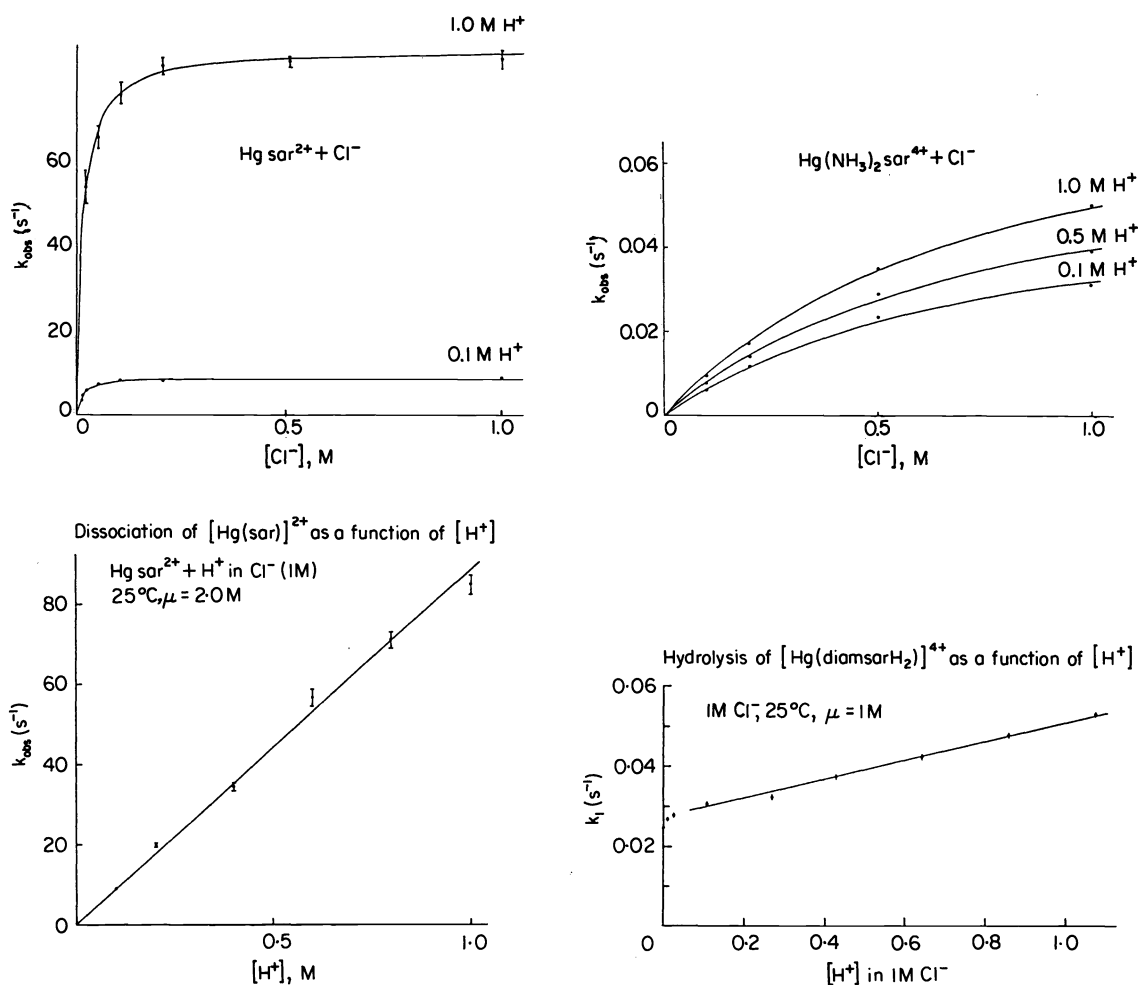 1.0 M H⁺
Hg sar²⁺ + Cl⁻
0.1 M H⁺
60
40
20
0
k_obs (s⁻¹)
0 0.5 1.0
[Cl⁻], M
Hg(NH₃)₂sar⁴⁺ + Cl⁻
1.0 M H⁺
0.5 M H⁺
0.1 M H⁺
0.06
0.04
0.02
0
k_obs (s⁻¹)
0 0.5 1.0
[Cl⁻], M
Dissociation of [Hg(sar)]²⁺ as a function of [H⁺]
Hg sar²⁺ + H⁺ in Cl⁻ (1M)
25°C, μ = 2·0 M
80
60
40
20
0
k_obs (s⁻¹)
0·5 1·0
[H⁺], M
Hydrolysis of [Hg(diamsarH₂)]⁴⁺ as a function of [H⁺]
1M Cl⁻, 25°C, μ = 1M
0·06
0·04
0·02
k₁ (s⁻¹)
0 0·2 0·4 0·6 0·8 1·0
[H⁺] in 1M Cl⁻